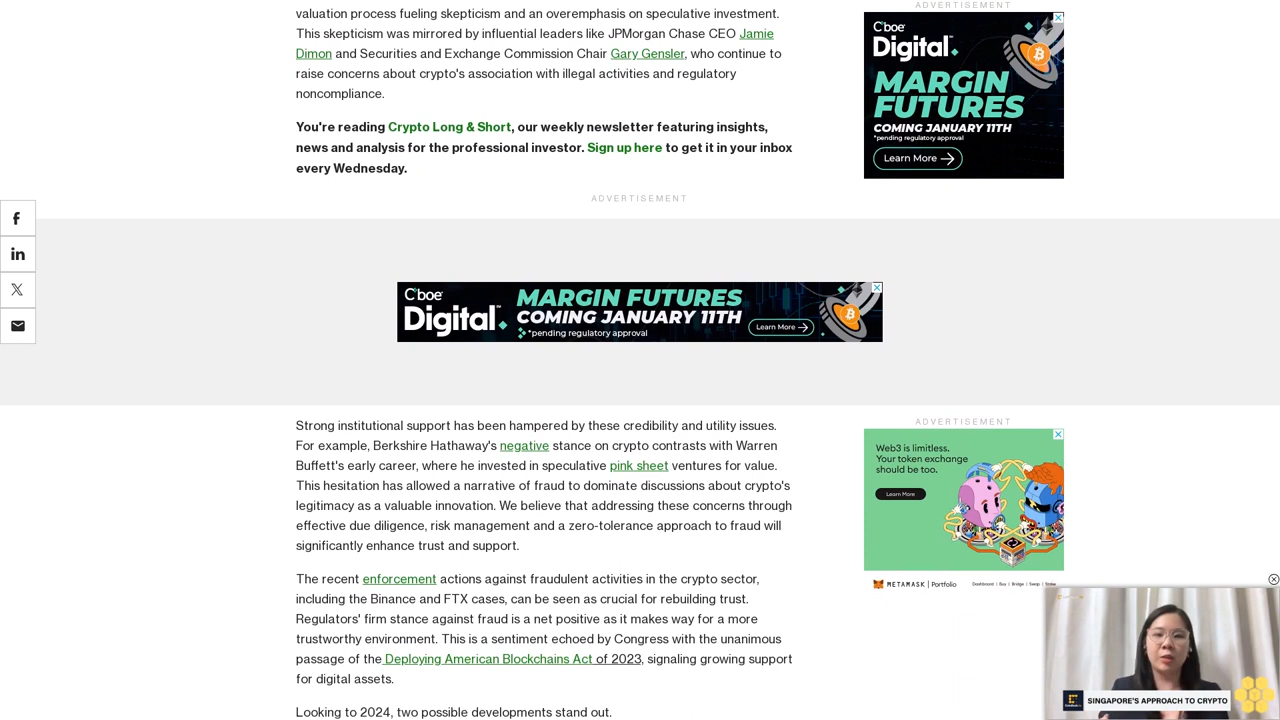 valuation process fueling skepticism and an overemphasis on speculative investment.
This skepticism was mirrored by influential leaders like JPMorgan Chase CEO Jamie
Dimon and Securities and Exchange Commission Chair Gary Gensler, who continue to
raise concerns about crypto's association with illegal activities and regulatory
noncompliance.
You're reading Crypto Long & Short, our weekly newsletter featuring insights,
news and analysis for the professional investor. Sign up here to get it in your inbox
every Wednesday.
ADVERTISEMENT
Cboe
Digital
MARGIN
FUTURES
COMING JANUARY 11TH
*pending regulatory approval
Learn More
ADVERTISEMENT
Cboe
Digital
MARGIN FUTURES
COMING JANUARY 11TH
*pending regulatory approval
Learn More
Strong institutional support has been hampered by these credibility and utility issues.
For example, Berkshire Hathaway's negative stance on crypto contrasts with Warren
Buffett's early career, where he invested in speculative pink sheet ventures for value.
This hesitation has allowed a narrative of fraud to dominate discussions about crypto's
legitimacy as a valuable innovation. We believe that addressing these concerns through
effective due diligence, risk management and a zero-tolerance approach to fraud will
significantly enhance trust and support.
The recent enforcement actions against fraudulent activities in the crypto sector,
including the Binance and FTX cases, can be seen as crucial for rebuilding trust.
Regulators' firm stance against fraud is a net positive as it makes way for a more
trustworthy environment. This is a sentiment echoed by Congress with the unanimous
passage of the Deploying American Blockchains Act of 2023, signaling growing support
for digital assets.
Looking to 2024, two possible developments stand out.
ADVERTISEMENT
Web3 is limitless.
Your token exchange
should be too.
Learn More
METAMASK | Portfolio
Dashboard | Buy | Bridge | Swap | Stake
SINGAPORE'S APPROACH TO CRYPTO